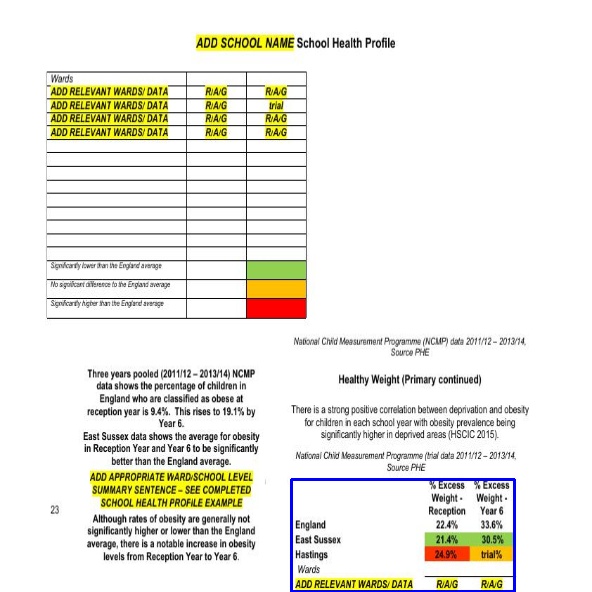 ADD SCHOOL NAME School Health Profile
Wards
ADD RELEVANT WARDS/ DATA R/A/G R/A/G
ADD RELEVANT WARDS/ DATA R/A/G trial
ADD RELEVANT WARDS/ DATA R/A/G R/A/G
ADD RELEVANT WARDS/ DATA R/A/G R/A/G
Significantly lower than the England average
No significant difference to the England average
Significantly higher than the England average
National Child Measurement Programme (NCMP) data 2011/12 – 2013/14,
Source PHE
Three years pooled (2011/12 – 2013/14) NCMP
data shows the percentage of children in
England who are classified as obese at
reception year is 9.4%. This rises to 19.1% by
Year 6.
East Sussex data shows the average for obesity
in Reception Year and Year 6 to be significantly
better than the England average.
ADD APPROPRIATE WARD/SCHOOL LEVEL
SUMMARY SENTENCE – SEE COMPLETED
SCHOOL HEALTH PROFILE EXAMPLE
Although rates of obesity are generally not
significantly higher or lower than the England
average, there is a notable increase in obesity
levels from Reception Year to Year 6.
23
Healthy Weight (Primary continued)
There is a strong positive correlation between deprivation and obesity
for children in each school year with obesity prevalence being
significantly higher in deprived areas (HSCIC 2015).
National Child Measurement Programme (trial data 2011/12 – 2013/14,
Source PHE
% Excess % Excess
Weight - Weight -
Reception Year 6
England 22.4% 33.6%
East Sussex 21.4% 30.5%
Hastings 24.9% trial%
Wards
ADD RELEVANT WARDS/ DATA R/A/G R/A/G